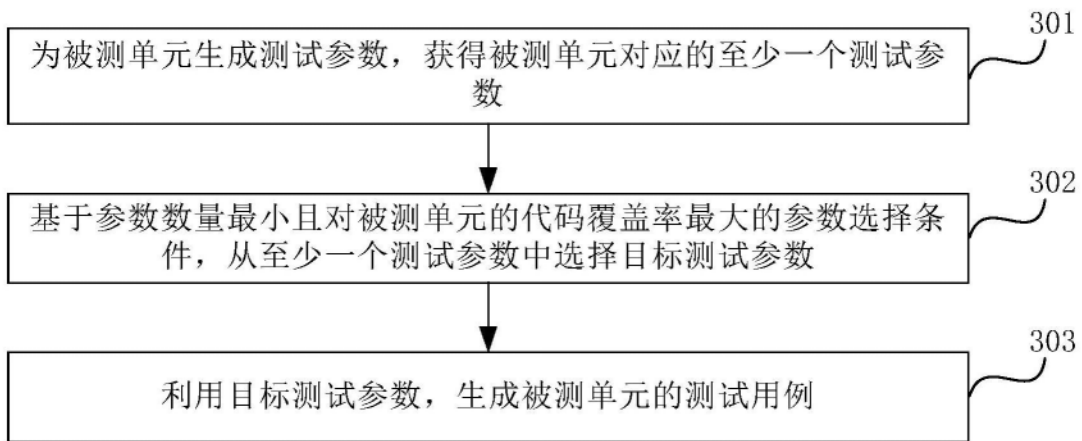 301
为被测单元生成测试参数，获得被测单元对应的至少一个测试参
数
302
基于参数数量最小且对被测单元的代码覆盖率最大的参数选择条
件，从至少一个测试参数中选择目标测试参数
303
利用目标测试参数，生成被测单元的测试用例